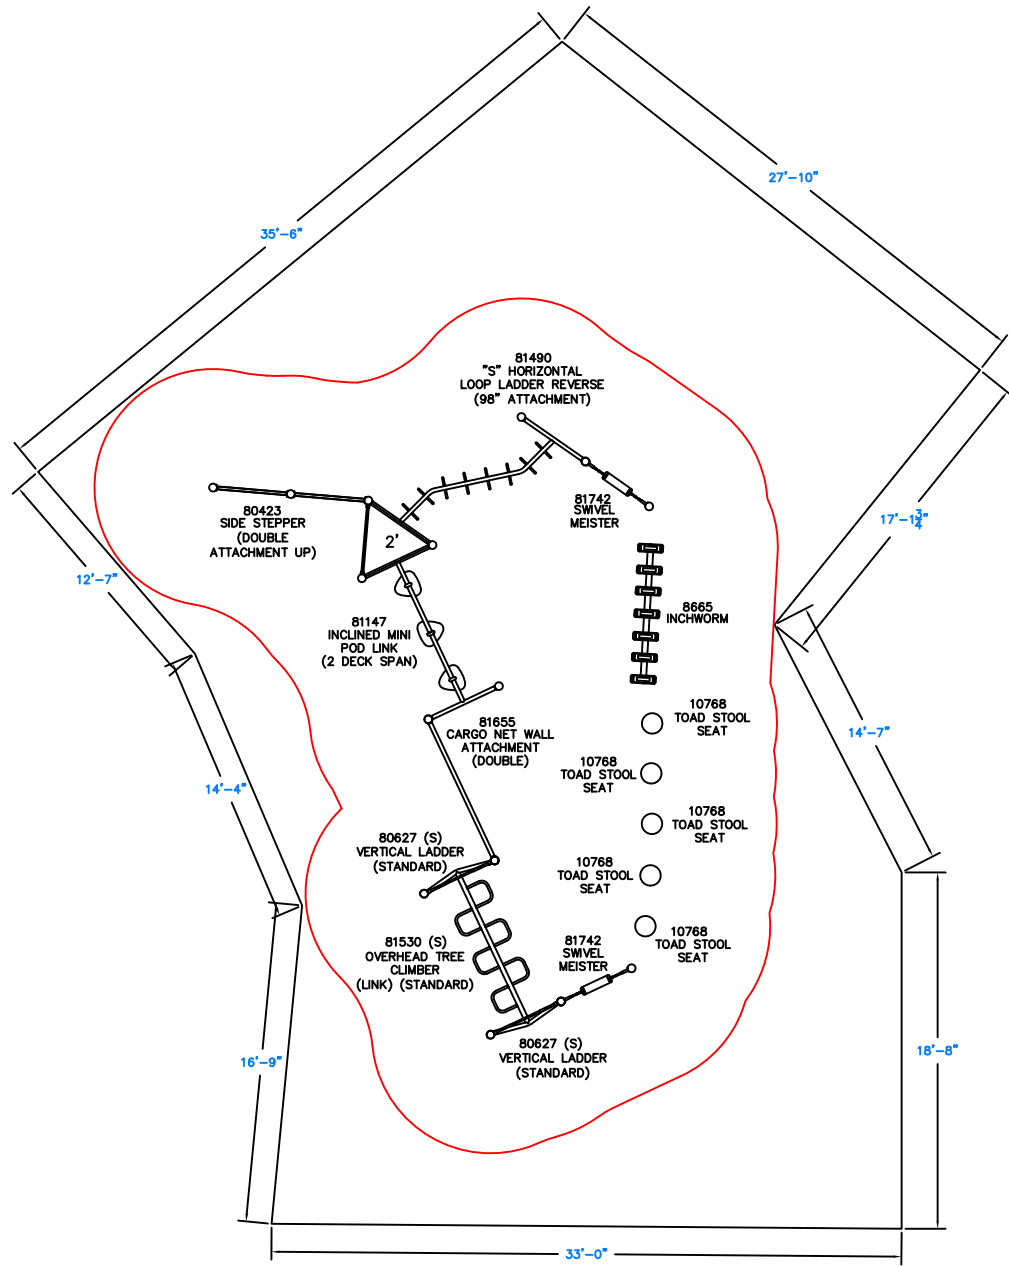 27'-10"
35'-6"
81490
"S" HORIZONTAL
LOOP LADDER REVERSE
(98" ATTACHMENT)
81742
SWIVEL
MEISTER
80423
SIDE STEPPER
(DOUBLE
ATTACHMENT UP)
2'
17'-1 3/4"
12'-7"
8665
INCHWORM
81147
INCLINED MINI
POD LINK
(2 DECK SPAN)
10768
TOAD STOOL
SEAT
81655
CARGO NET WALL
ATTACHMENT
(DOUBLE)
14'-7"
10768
TOAD STOOL
SEAT
14'-4"
10768
TOAD STOOL
SEAT
80627 (S)
VERTICAL LADDER
(STANDARD)
10768
TOAD STOOL
SEAT
10768
TOAD STOOL
SEAT
81530 (S)
OVERHEAD TREE
CLIMBER
(LINK) (STANDARD)
81742
SWIVEL
MEISTER
80627 (S)
VERTICAL LADDER
(STANDARD)
18'-8"
16'-9"
33'-0"